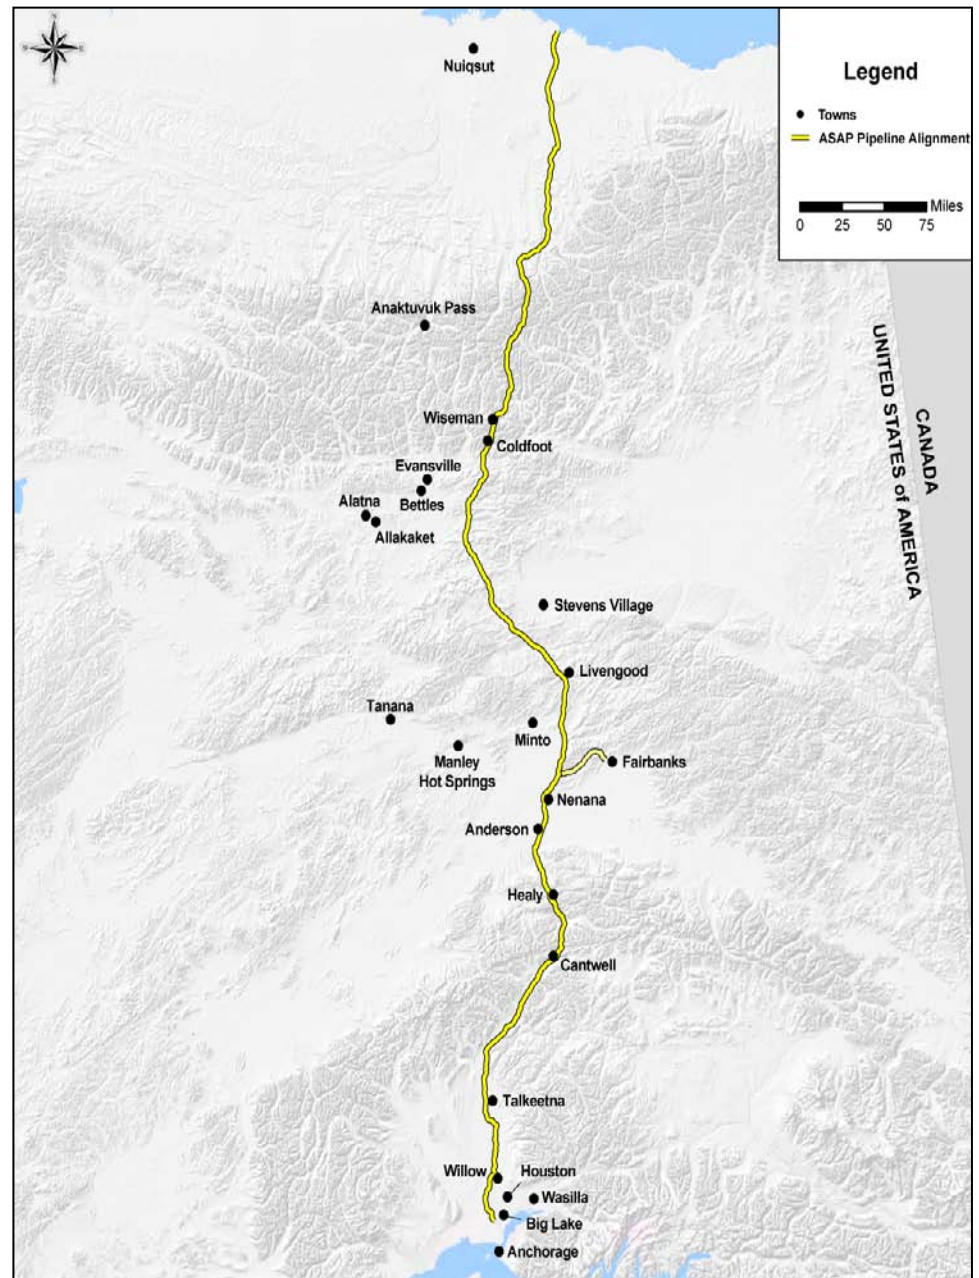 N
W
E
S
Nuiqsut
Legend
Towns
ASAP Pipeline Alignment
Miles
0 25 50 75
Anaktuvuk Pass
UNITED STATES of AMERICA
CANADA
Wiseman
Coldfoot
Evansville
Bettles
Alatna
Allakaket
Stevens Village
Livengood
Tanana
Minto
Manley
Hot Springs
Fairbanks
Nenana
Anderson
Healy
Cantwell
Talkeetna
Willow
Houston
Wasilla
Big Lake
Anchorage